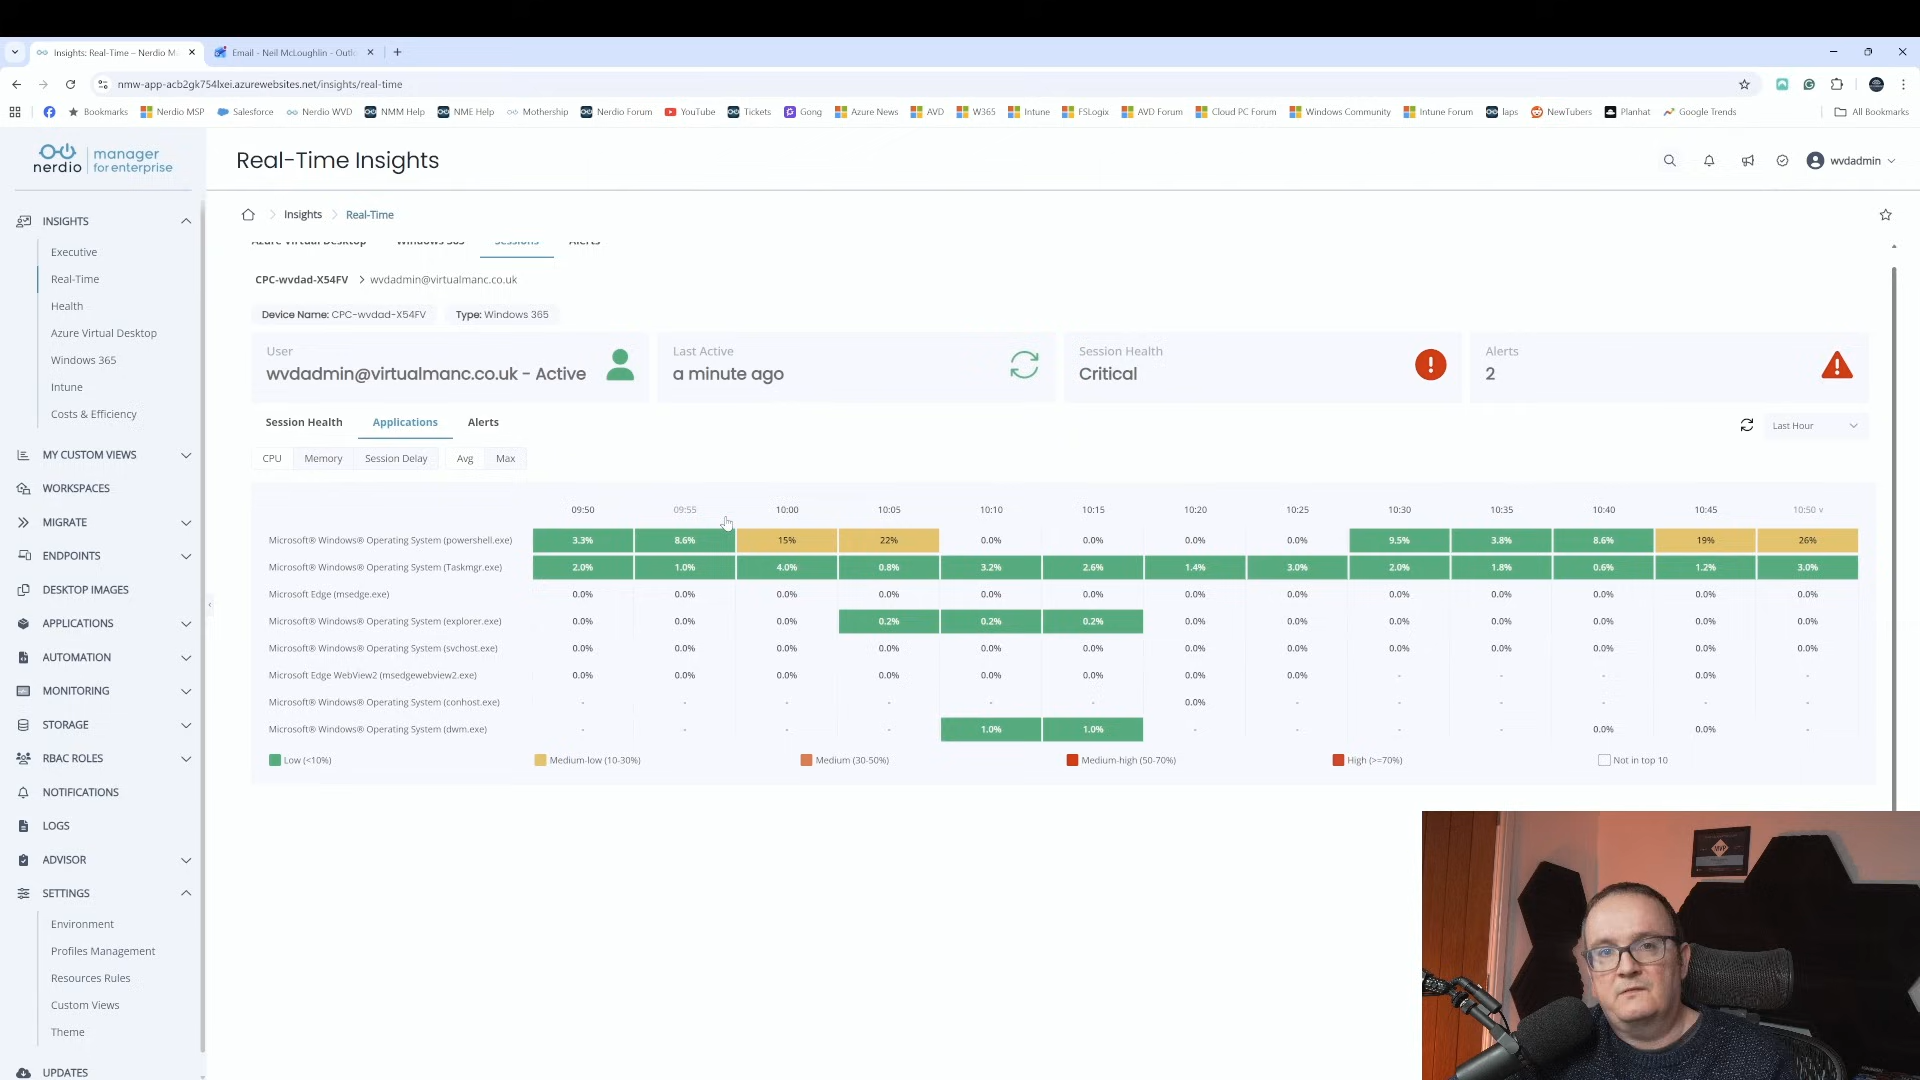 Insights: Real-Time – Nerdio M
Email - Neil McLoughlin - Outl
nmw-app-acb2gk754lxei.azurewebsites.net/insights/real-time
Bookmarks Nerdio MSP Salesforce Nerdio WVD NMM Help NME Help Mothership Nerdio Forum YouTube Tickets Gong Azure News AVD W365 Intune FSLogix AVD Forum Cloud PC Forum Windows Community Intune Forum laps NewTubers Planhat Google Trends All Bookmarks
nerdio manager for enterprise
Real-Time Insights
wvdadmin
Insights Real-Time
INSIGHTS
Executive
Real-Time
Health
Azure Virtual Desktop
Windows 365
Intune
Costs & Efficiency
MY CUSTOM VIEWS
WORKSPACES
MIGRATE
ENDPOINTS
DESKTOP IMAGES
APPLICATIONS
AUTOMATION
MONITORING
STORAGE
RBAC ROLES
NOTIFICATIONS
LOGS
ADVISOR
SETTINGS
Environment
Profiles Management
Resources Rules
Custom Views
Theme
UPDATES
Azure Virtual Desktop Windows 365 Sessions Alerts
CPC-wvdad-X54FV > wvdadmin@virtualmanc.co.uk
Device Name: CPC-wvdad-X54FV Type: Windows 365
User
wvdadmin@virtualmanc.co.uk - Active
Last Active
a minute ago
Session Health
Critical
Alerts
2
Session Health Applications Alerts
Last Hour
CPU Memory Session Delay Avg Max
09:50 09:55 10:00 10:05 10:10 10:15 10:20 10:25 10:30 10:35 10:40 10:45 10:50 v
Microsoft® Windows® Operating System (powershell.exe) 3.3% 8.6% 15% 22% 0.0% 0.0% 0.0% 0.0% 9.5% 3.8% 8.6% 19% 26%
Microsoft® Windows® Operating System (Taskmgr.exe) 2.0% 1.0% 4.0% 0.8% 3.2% 2.6% 1.4% 3.0% 2.0% 1.8% 0.6% 1.2% 3.0%
Microsoft Edge (msedge.exe) 0.0% 0.0% 0.0% 0.0% 0.0% 0.0% 0.0% 0.0% 0.0% 0.0% 0.0% 0.0% 0.0%
Microsoft® Windows® Operating System (explorer.exe) 0.0% 0.0% 0.0% 0.2% 0.2% 0.2% 0.0% 0.0% 0.0% 0.0% 0.0% 0.0% 0.0%
Microsoft® Windows® Operating System (svchost.exe) 0.0% 0.0% 0.0% 0.0% 0.0% 0.0% 0.0% 0.0% 0.0% 0.0% 0.0% 0.0% 0.0%
Microsoft Edge WebView2 (msedgewebview2.exe) 0.0% 0.0% 0.0% 0.0% 0.0% 0.0% 0.0% 0.0% - - - 0.0% -
Microsoft® Windows® Operating System (conhost.exe) - - - - - - 0.0% - - - - - -
Microsoft® Windows® Operating System (dwm.exe) - - - - 1.0% 1.0% - - - - 0.0% 0.0% -
Low (<10%) Medium-low (10-30%) Medium (30-50%) Medium-high (50-70%) High (>=70%) Not in top 10
MVP